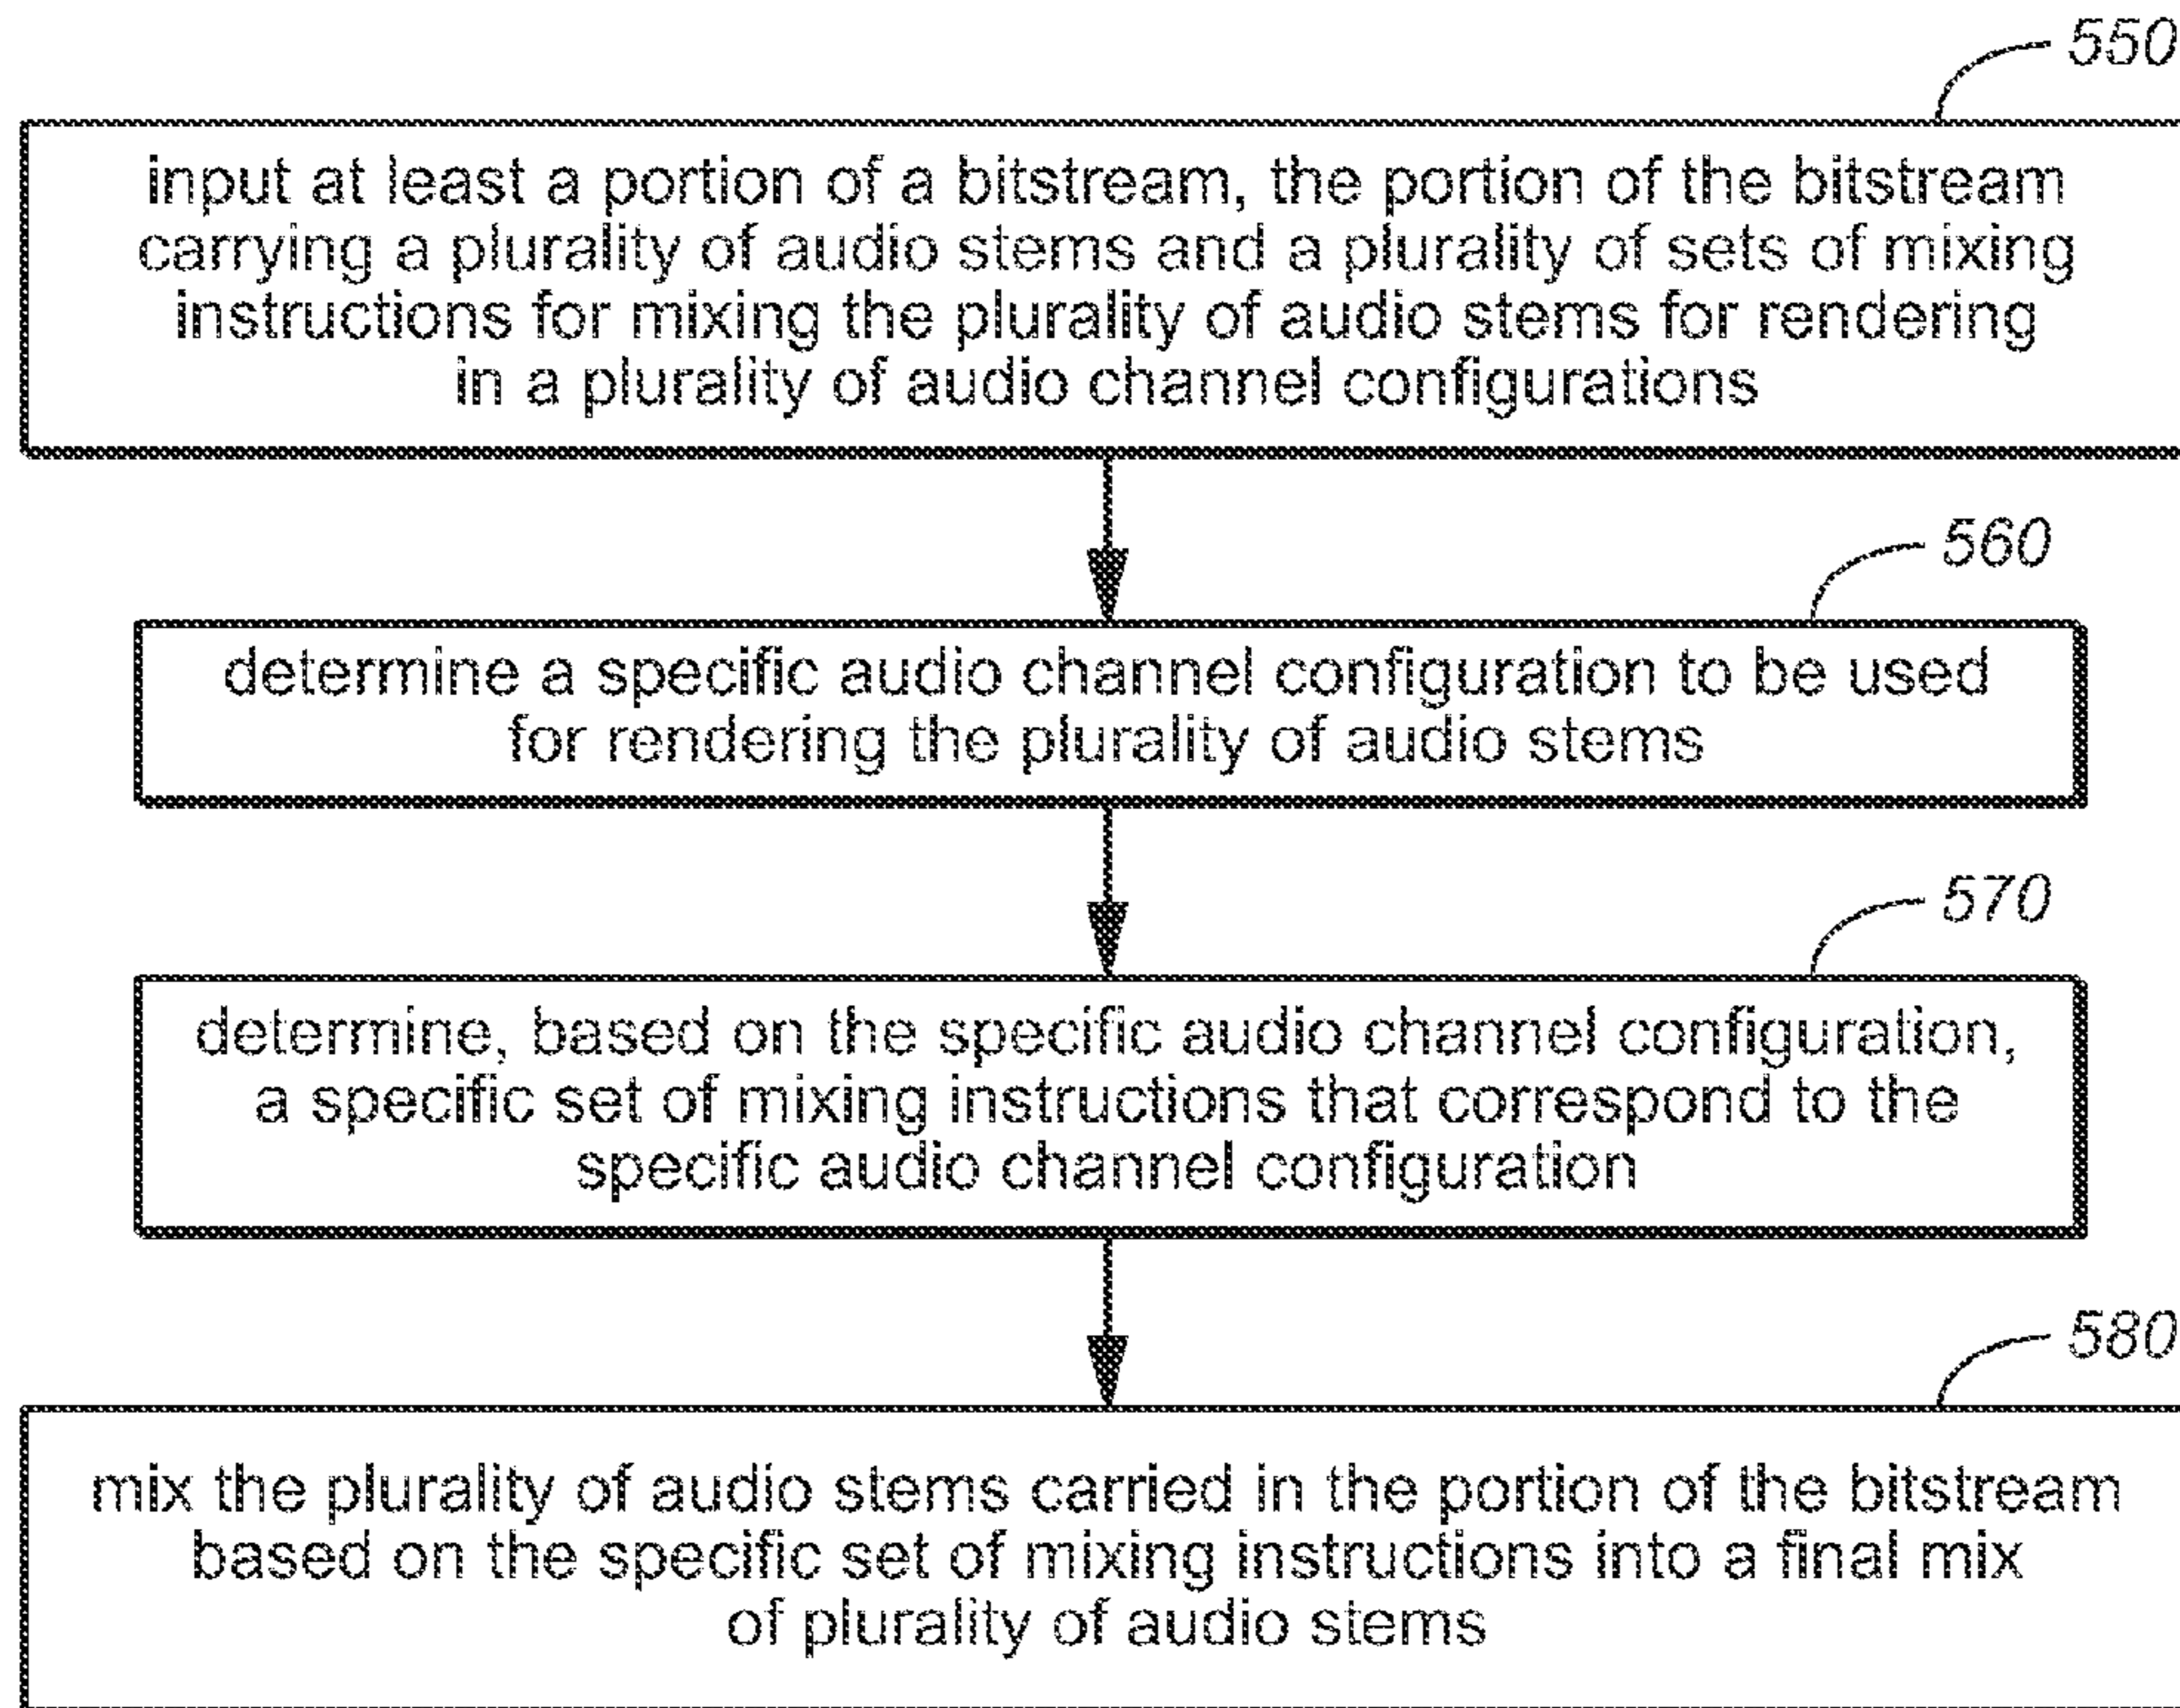 550
input at least a portion of a bitstream, the portion of the bitstream
carrying a plurality of audio stems and a plurality of sets of mixing
instructions for mixing the plurality of audio stems for rendering
in a plurality of audio channel configurations
560
determine a specific audio channel configuration to be used
for rendering the plurality of audio stems
570
determine, based on the specific audio channel configuration,
a specific set of mixing instructions that correspond to the
specific audio channel configuration
580
mix the plurality of audio stems carried in the portion of the bitstream
based on the specific set of mixing instructions into a final mix
of plurality of audio stems